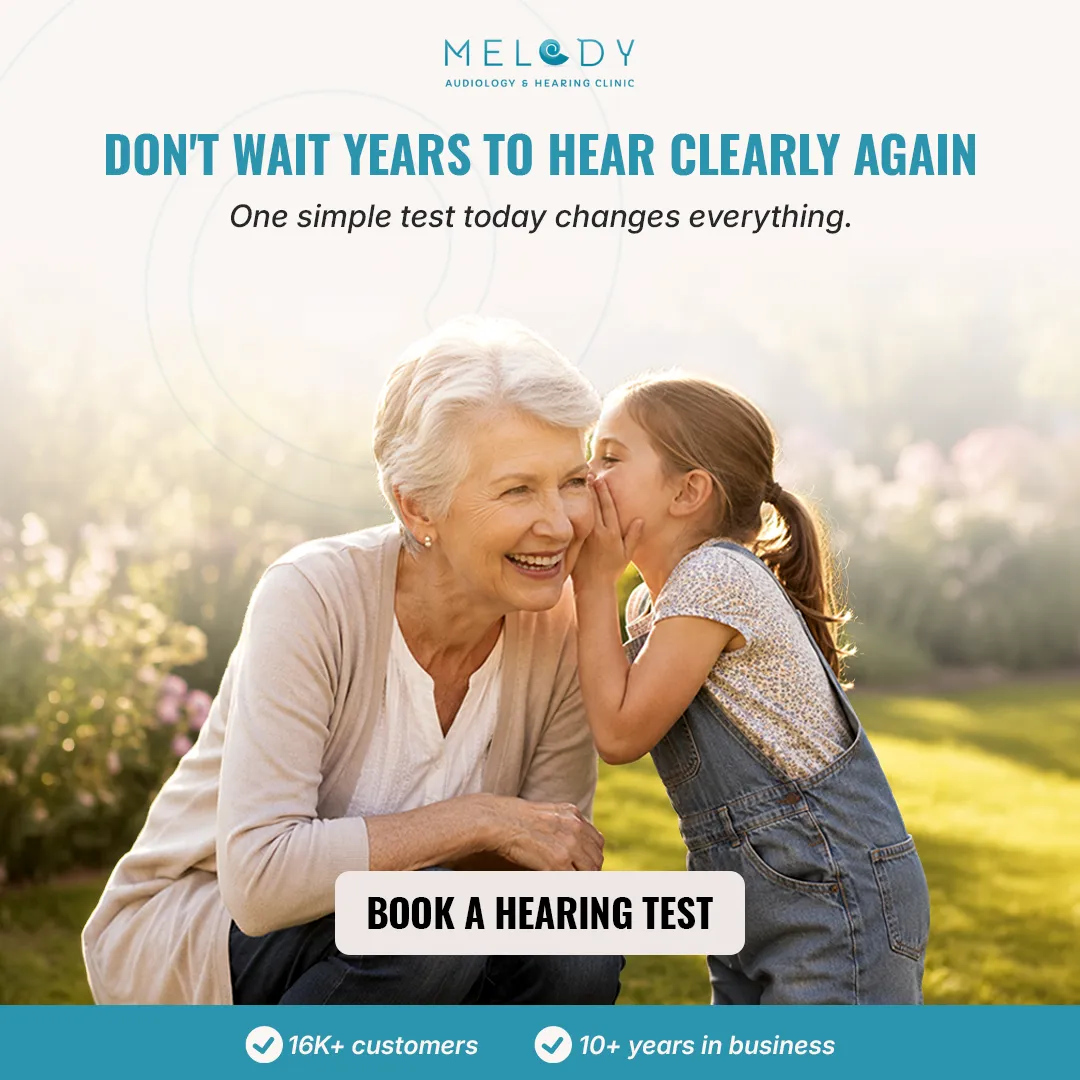 MELODY
AUDIOLOGY & HEARING CLINIC
DON'T WAIT YEARS TO HEAR CLEARLY AGAIN
One simple test today changes everything.
BOOK A HEARING TEST
16K+ customers
10+ years in business